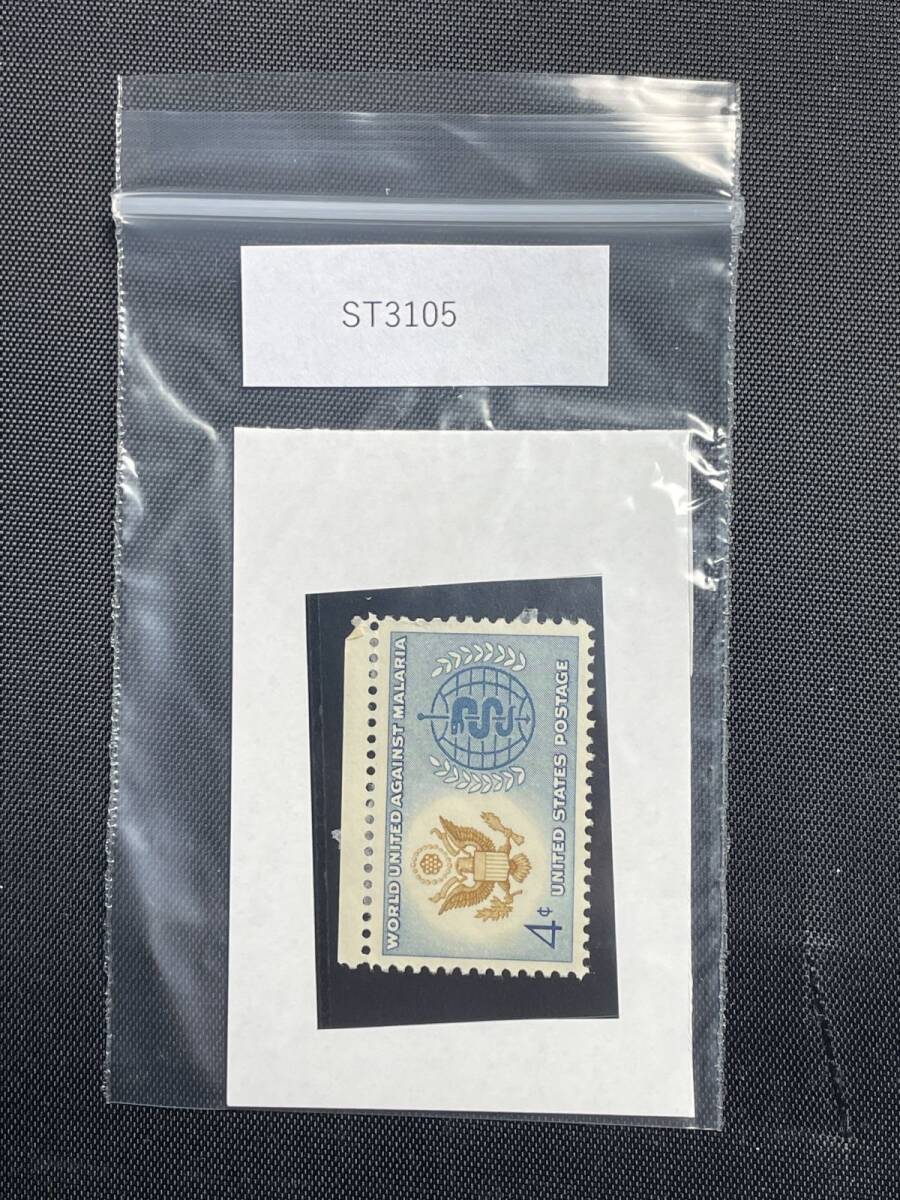 ST3105
WORLD UNITED AGAINST MALARIA
4¢
UNITED STATES POSTAGE